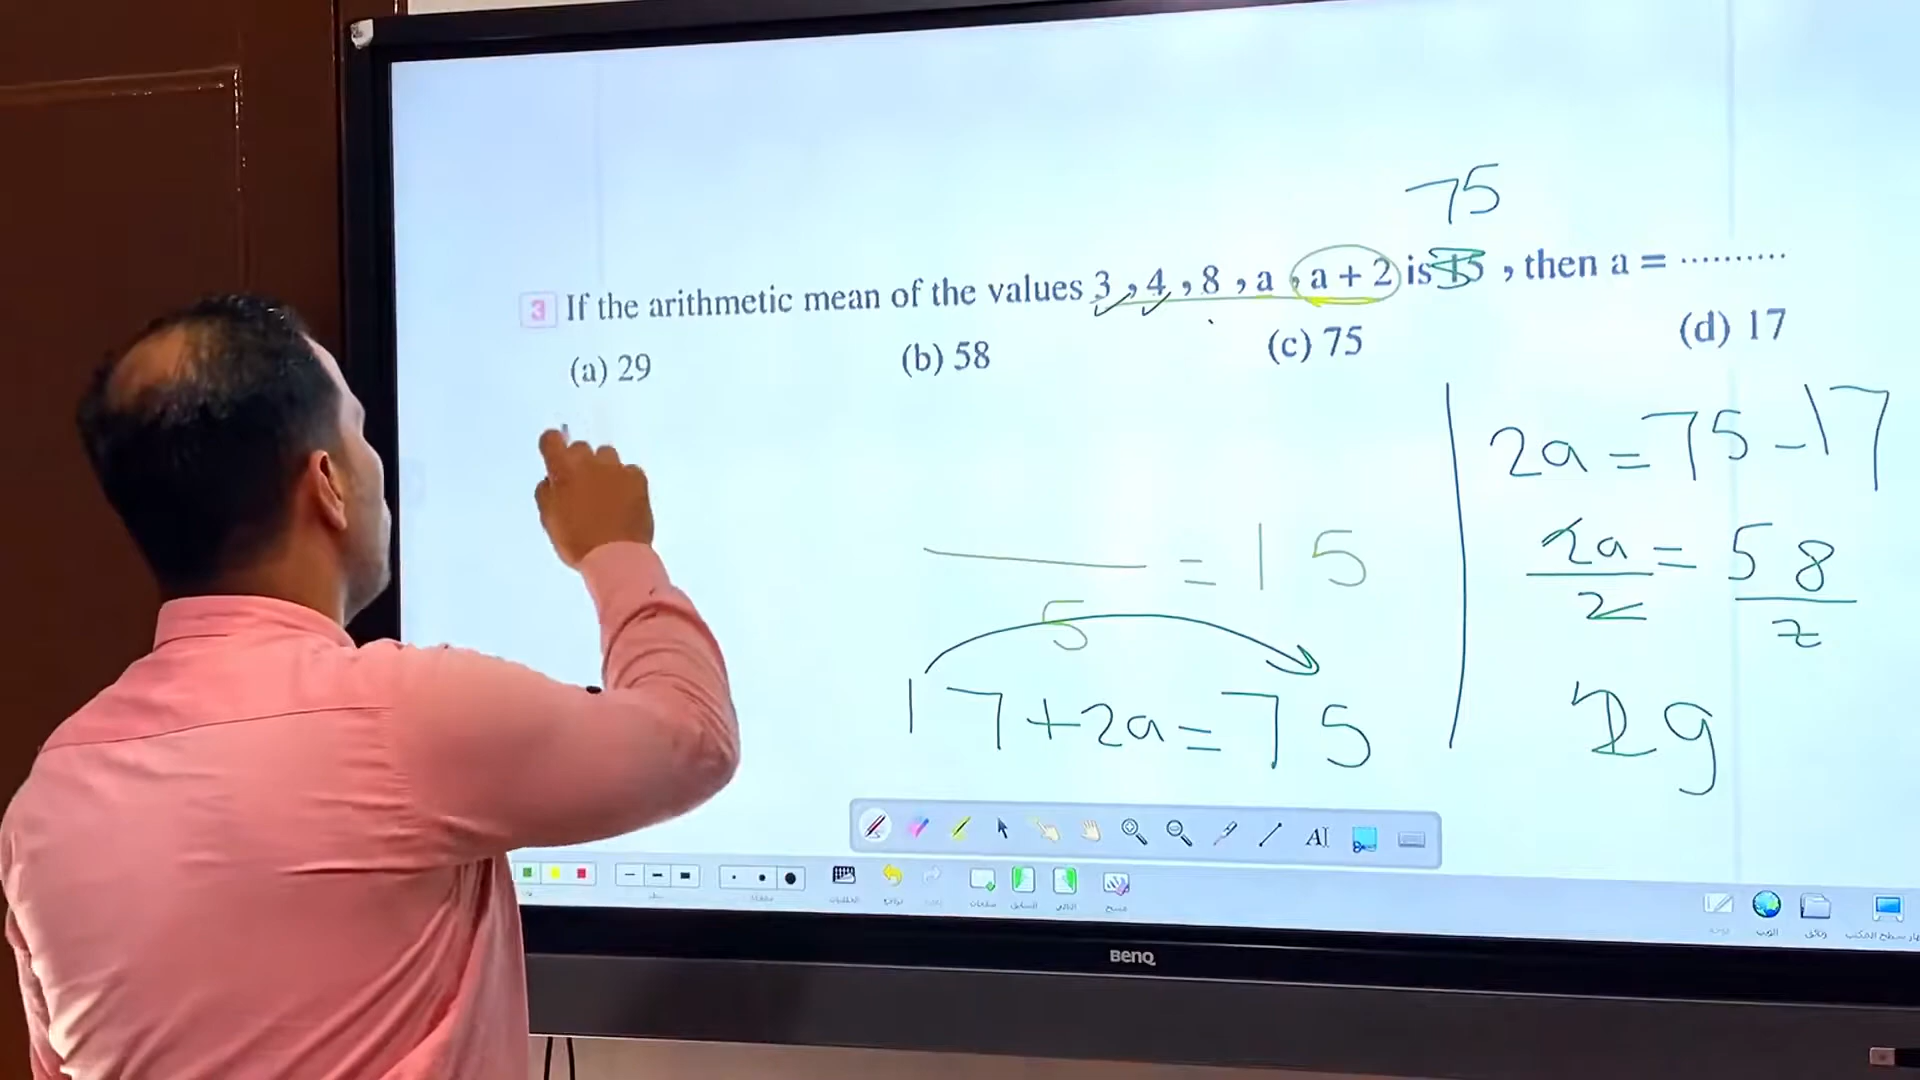 75
3 If the arithmetic mean of the values 3 , 4 , 8 , a , a + 2 is 15 , then a = ..........
(a) 29
(b) 58
(c) 75
(d) 17
= 15
5
17+2a=75
2a=75-17
2a = 58
2 2
29
AI
BenQ